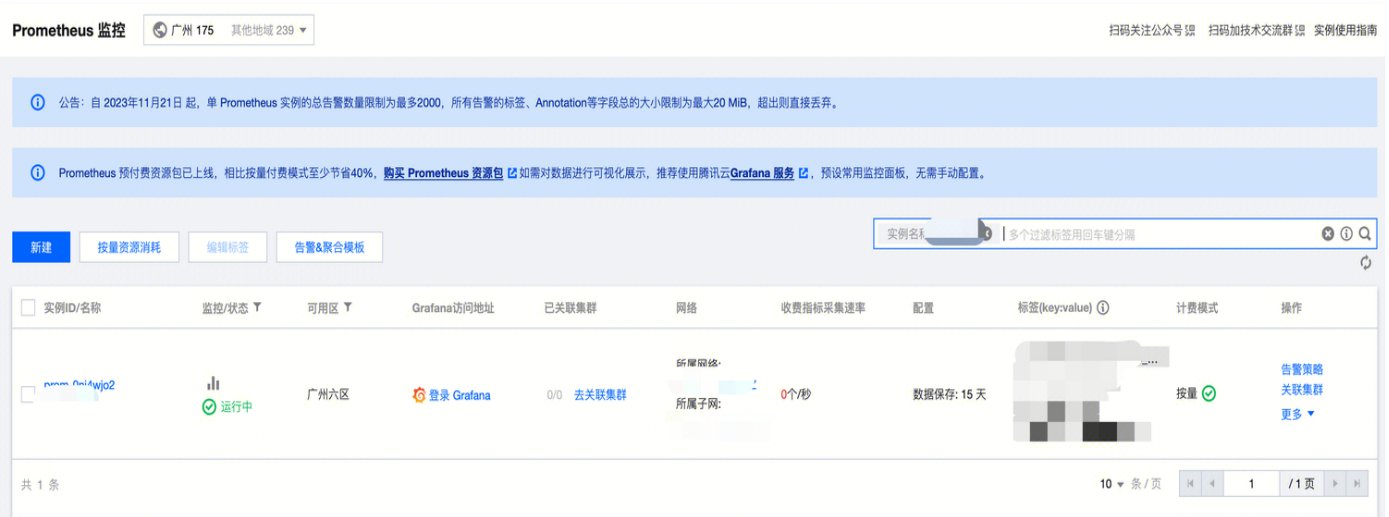 Prometheus 监控 广州 175 其他地域 239 扫码关注公众号 扫码加技术交流群 实例使用指南
公告：自 2023年11月21日 起，单 Prometheus 实例的总告警数量限制为最多2000，所有告警的标签、Annotation等字段总的大小限制为最大20 MiB，超出则直接丢弃。
Prometheus 预付费资源包已上线，相比按量付费模式至少节省40%，购买 Prometheus 资源包 如需对数据进行可视化展示，推荐使用腾讯云Grafana 服务 ，预设常用监控面板，无需手动配置。
新建 按量资源消耗 编辑标签 告警&聚合模板 实例名称 多个过滤标签用回车键分隔
实例ID/名称 监控/状态 可用区 Grafana访问地址 已关联集群 网络 收费指标采集速率 配置 标签(key:value) 计费模式 操作
所属网络:
告警策略
运行中 广州六区 登录 Grafana 0/0 去关联集群 0个/秒 数据保存: 15 天 按量 关联集群
所属子网:
更多
共 1 条 10 条 / 页 1 / 1 页